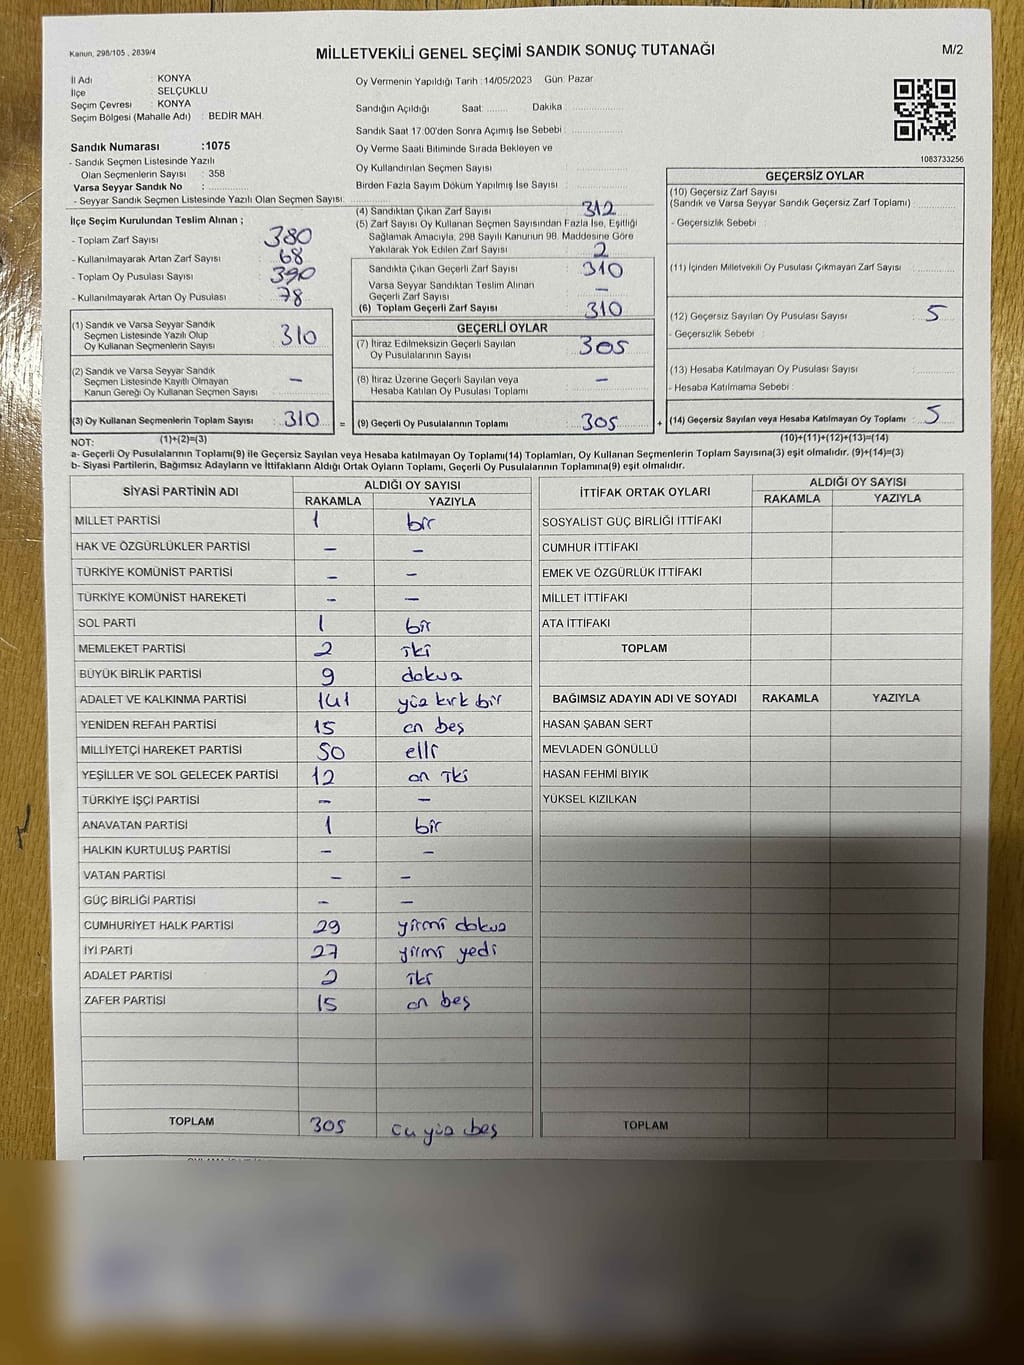 Kanun, 298/105 , 2839/4
MİLLETVEKİLİ GENEL SEÇİMİ SANDIK SONUÇ TUTANAĞI
M/2
İl Adı : KONYA
İlçe : SELÇUKLU
Seçim Çevresi : KONYA
Seçim Bölgesi (Mahalle Adı) : BEDİR MAH.
Sandık Numarası :1075
- Sandık Seçmen Listesinde Yazılı
Olan Seçmenlerin Sayısı : 358
Varsa Seyyar Sandık No : ..............
- Seyyar Sandık Seçmen Listesinde Yazılı Olan Seçmen Sayısı: ..............
Oy Vermenin Yapıldığı Tarih :14/05/2023 Gün: Pazar
Sandığın Açıldığı Saat: ....... Dakika : ..............
Sandık Saat 17:00'den Sonra Açımış İse Sebebi : ..............
Oy Verme Saati Bitiminde Sırada Bekleyen ve
Oy Kullandırılan Seçmen Sayısı : ..............
Birden Fazla Sayım Döküm Yapılmış İse Sayısı : ..............
1083733256
İlçe Seçim Kurulundan Teslim Alınan ;
- Toplam Zarf Sayısı : 380
- Kullanılmayarak Artan Zarf Sayısı : 68
- Toplam Oy Pusulası Sayısı : 390
- Kullanılmayarak Artan Oy Pusulası : 78
(1) Sandık ve Varsa Seyyar Sandık
Seçmen Listesinde Yazılı Olup
Oy Kullanan Seçmenlerin Sayısı : 310
(2) Sandık ve Varsa Seyyar Sandık
Seçmen Listesinde Kayıtlı Olmayan
Kanun Gereği Oy Kullanan Seçmen Sayısı : –
(3) Oy Kullanan Seçmenlerin Toplam Sayısı : 310 =
(1)+(2)=(3)
(4) Sandıktan Çıkan Zarf Sayısı : 312
(5) Zarf Sayısı Oy Kullanan Seçmen Sayısından Fazla İse, Eşitliği
Sağlamak Amacıyla, 298 Sayılı Kanunun 98. Maddesine Göre
Yakılarak Yok Edilen Zarf Sayısı : 2
Sandıkta Çıkan Geçerli Zarf Sayısı : 310
Varsa Seyyar Sandıktan Teslim Alınan
Geçerli Zarf Sayısı : –
(6) Toplam Geçerli Zarf Sayısı : 310
GEÇERLİ OYLAR
(7) İtiraz Edilmeksizin Geçerli Sayılan
Oy Pusulalarının Sayısı : 305
(8) İtiraz Üzerine Geçerli Sayılan veya
Hesaba Katılan Oy Pusulası Toplamı : –
(9) Geçerli Oy Pusulalarının Toplamı : 305 +
GEÇERSİZ OYLAR
(10) Geçersiz Zarf Sayısı
(Sandık ve Varsa Seyyar Sandık Geçersiz Zarf Toplamı) : ..............
- Geçersizlik Sebebi :
(11) İçinden Milletvekili Oy Pusulası Çıkmayan Zarf Sayısı : ..............
(12) Geçersiz Sayılan Oy Pusulası Sayısı : 5
- Geçersizlik Sebebi :
(13) Hesaba Katılmayan Oy Pusulası Sayısı : ..............
- Hesaba Katılmama Sebebi :
(14) Geçersiz Sayılan veya Hesaba Katılmayan Oy Toplamı : 5
(10)+(11)+(12)+(13)=(14)
NOT:
a- Geçerli Oy Pusulalarının Toplamı(9) ile Geçersiz Sayılan veya Hesaba katılmayan Oy Toplamı(14) Toplamları, Oy Kullanan Seçmenlerin Toplam Sayısına(3) eşit olmalıdır. (9)+(14)=(3)
b- Siyasi Partilerin, Bağımsız Adayların ve İttifakların Aldığı Ortak Oyların Toplamı, Geçerli Oy Pusulalarının Toplamına(9) eşit olmalıdır.
SİYASİ PARTİNİN ADI
ALDIĞI OY SAYISI
RAKAMLA YAZIYLA
MİLLET PARTİSİ 1 bir
HAK VE ÖZGÜRLÜKLER PARTİSİ – –
TÜRKİYE KOMÜNİST PARTİSİ – –
TÜRKİYE KOMÜNİST HAREKETİ – –
SOL PARTİ 1 bir
MEMLEKET PARTİSİ 2 iki
BÜYÜK BİRLİK PARTİSİ 9 dokuz
ADALET VE KALKINMA PARTİSİ 141 yüz kırk bir
YENİDEN REFAH PARTİSİ 15 on beş
MİLLİYETÇİ HAREKET PARTİSİ 50 elli
YEŞİLLER VE SOL GELECEK PARTİSİ 12 on iki
TÜRKİYE İŞÇİ PARTİSİ – –
ANAVATAN PARTİSİ 1 bir
HALKIN KURTULUŞ PARTİSİ – –
VATAN PARTİSİ – –
GÜÇ BİRLİĞİ PARTİSİ – –
CUMHURİYET HALK PARTİSİ 29 yirmi dokuz
İYİ PARTİ 27 yirmi yedi
ADALET PARTİSİ 2 iki
ZAFER PARTİSİ 15 on beş
TOPLAM 305 üç yüz beş
İTTİFAK ORTAK OYLARI
ALDIĞI OY SAYISI
RAKAMLA YAZIYLA
SOSYALİST GÜÇ BİRLİĞİ İTTİFAKI
CUMHUR İTTİFAKI
EMEK VE ÖZGÜRLÜK İTTİFAKI
MİLLET İTTİFAKI
ATA İTTİFAKI
TOPLAM
BAĞIMSIZ ADAYIN ADI VE SOYADI RAKAMLA YAZIYLA
HASAN ŞABAN SERT
MEVLADEN GÖNÜLLÜ
HASAN FEHMİ BIYIK
YÜKSEL KIZILKAN
TOPLAM